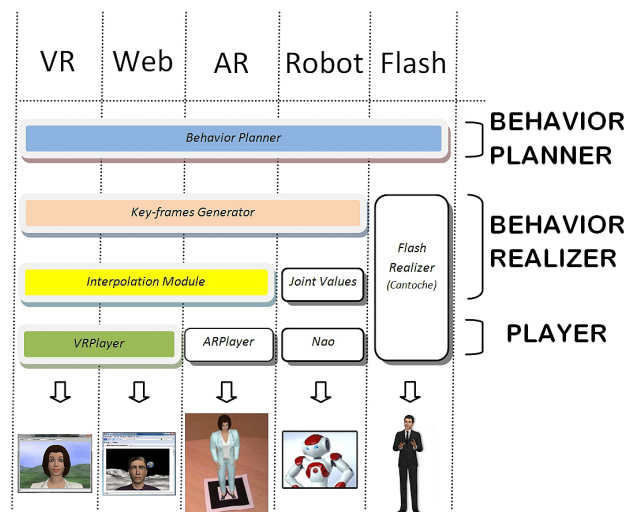 VR Web AR Robot Flash
Behavior Planner
BEHAVIOR
PLANNER
Key-frames Generator
BEHAVIOR
REALIZER
Flash
Realizer
(Cantoche)
Interpolation Module
Joint Values
VRPlayer
ARPlayer
Nao
PLAYER